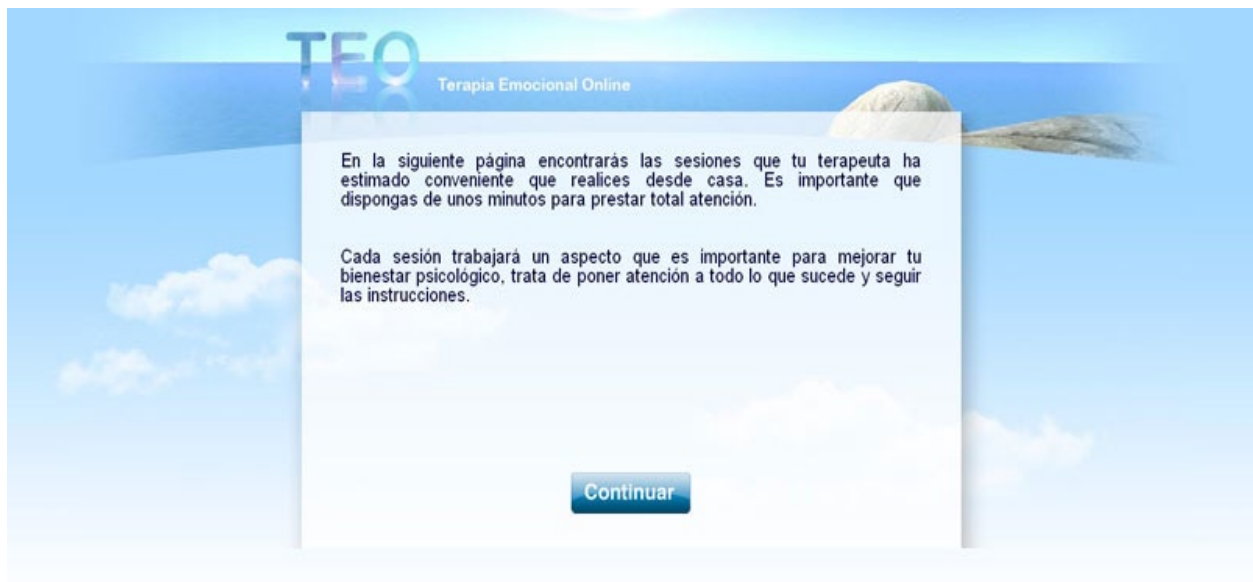 TEO
Terapia Emocional Online
En la siguiente página encontrarás las sesiones que tu terapeuta ha
estimado conveniente que realices desde casa. Es importante que
dispongas de unos minutos para prestar total atención.
Cada sesión trabajará un aspecto que es importante para mejorar tu
bienestar psicológico, trata de poner atención a todo lo que sucede y seguir
las instrucciones.
Continuar